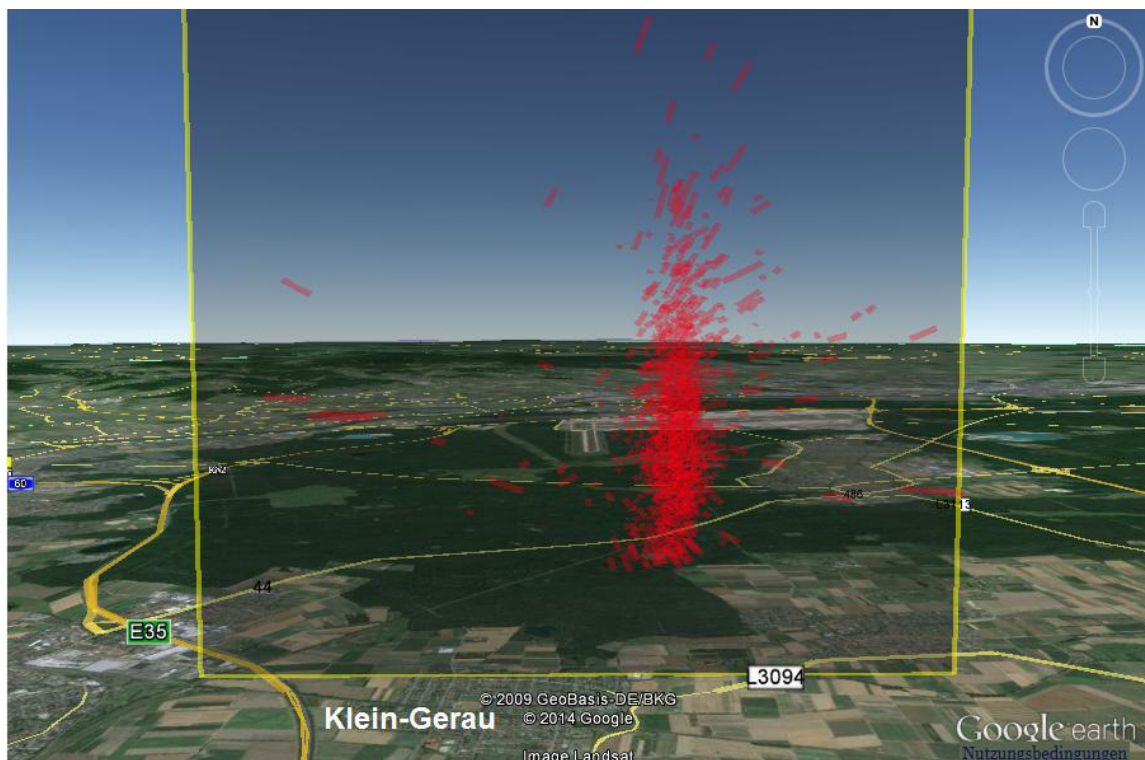 N
60
486
44
E35
L3094
© 2009 GeoBasis-DE/BKG
Klein-Gerau
© 2014 Google
Google earth
Image Landsat
Nutzungsbedingungen